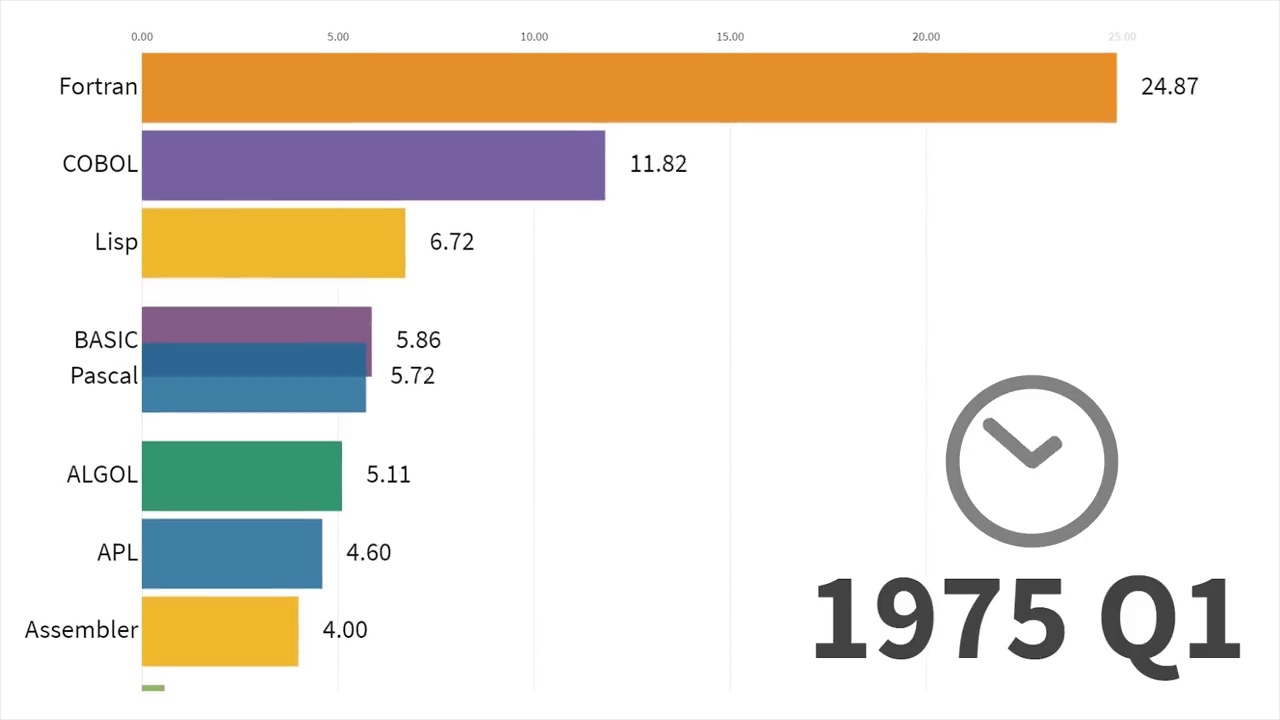 0.00 5.00 10.00 15.00 20.00 25.00
Fortran 24.87
COBOL 11.82
Lisp 6.72
BASIC 5.86
Pascal 5.72
ALGOL 5.11
APL 4.60
Assembler 4.00
1975 Q1